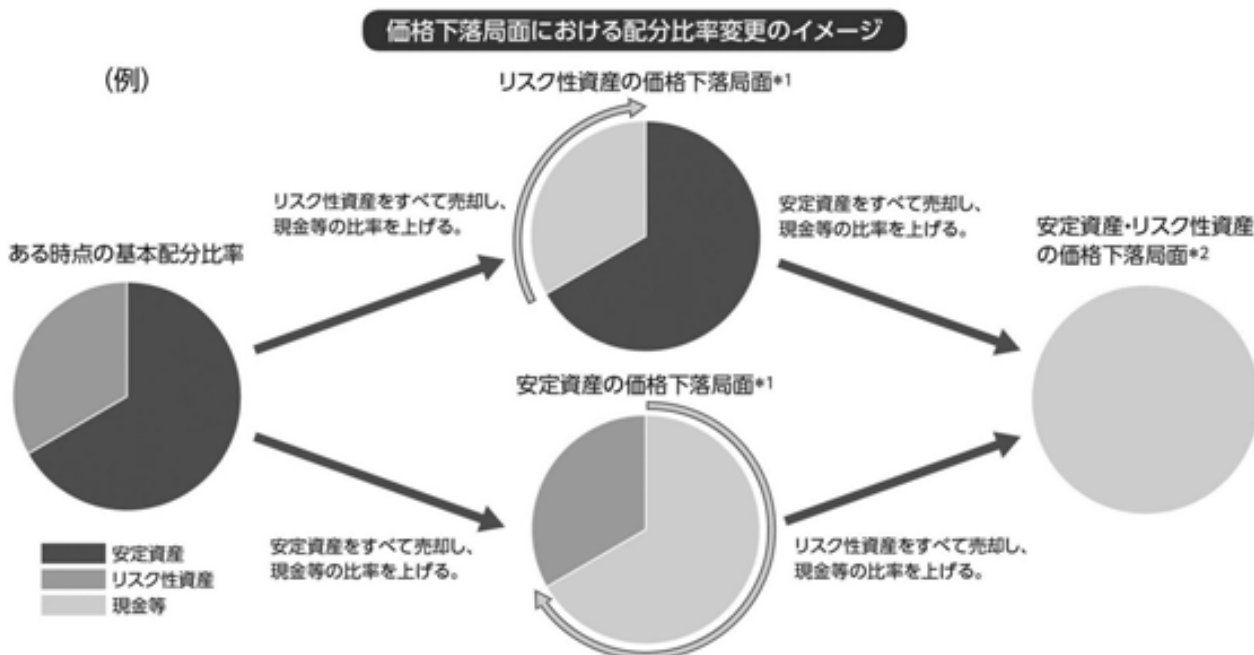 価格下落局面における配分比率変更のイメージ
(例)
リスク性資産の価格下落局面*1
リスク性資産をすべて売却し、
現金等の比率を上げる。
安定資産をすべて売却し、
現金等の比率を上げる。
安定資産・リスク性資産
の価格下落局面*2
ある時点の基本配分比率
安定資産の価格下落局面*1
安定資産をすべて売却し、
現金等の比率を上げる。
リスク性資産をすべて売却し、
現金等の比率を上げる。
安定資産
リスク性資産
現金等